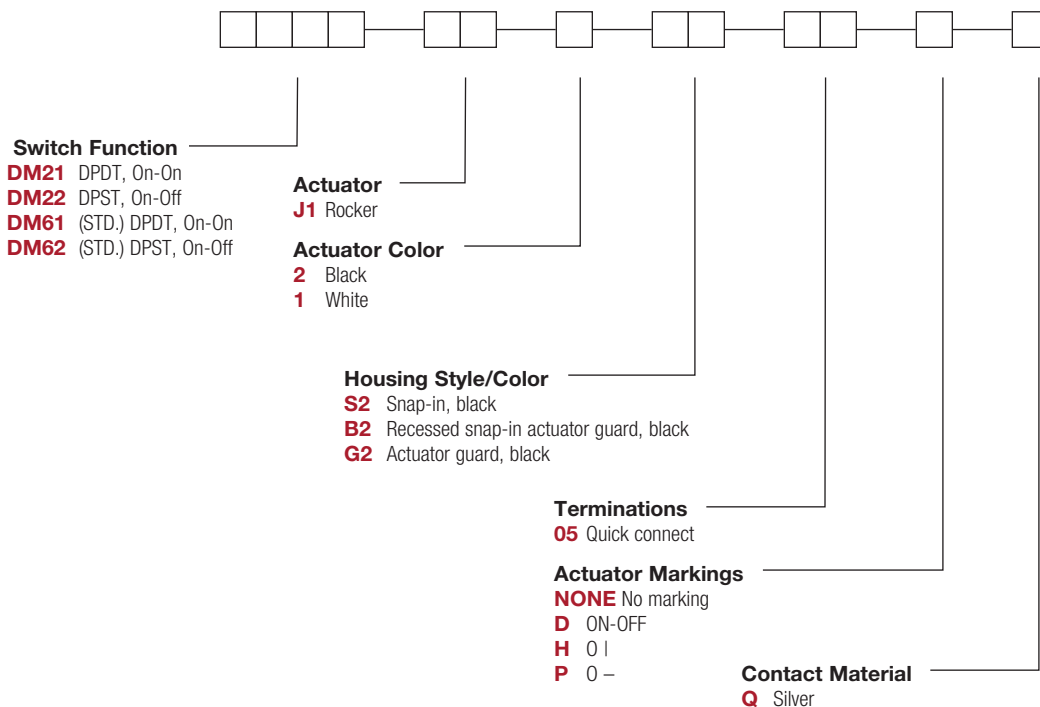 Switch Function
DM21 DPDT, On-On
DM22 DPST, On-Off
DM61 (STD.) DPDT, On-On
DM62 (STD.) DPST, On-Off
Actuator
J1 Rocker
Actuator Color
2 Black
1 White
Housing Style/Color
S2 Snap-in, black
B2 Recessed snap-in actuator guard, black
G2 Actuator guard, black
Terminations
05 Quick connect
Actuator Markings
NONE No marking
D ON-OFF
H O |
P O –
Contact Material
Q Silver